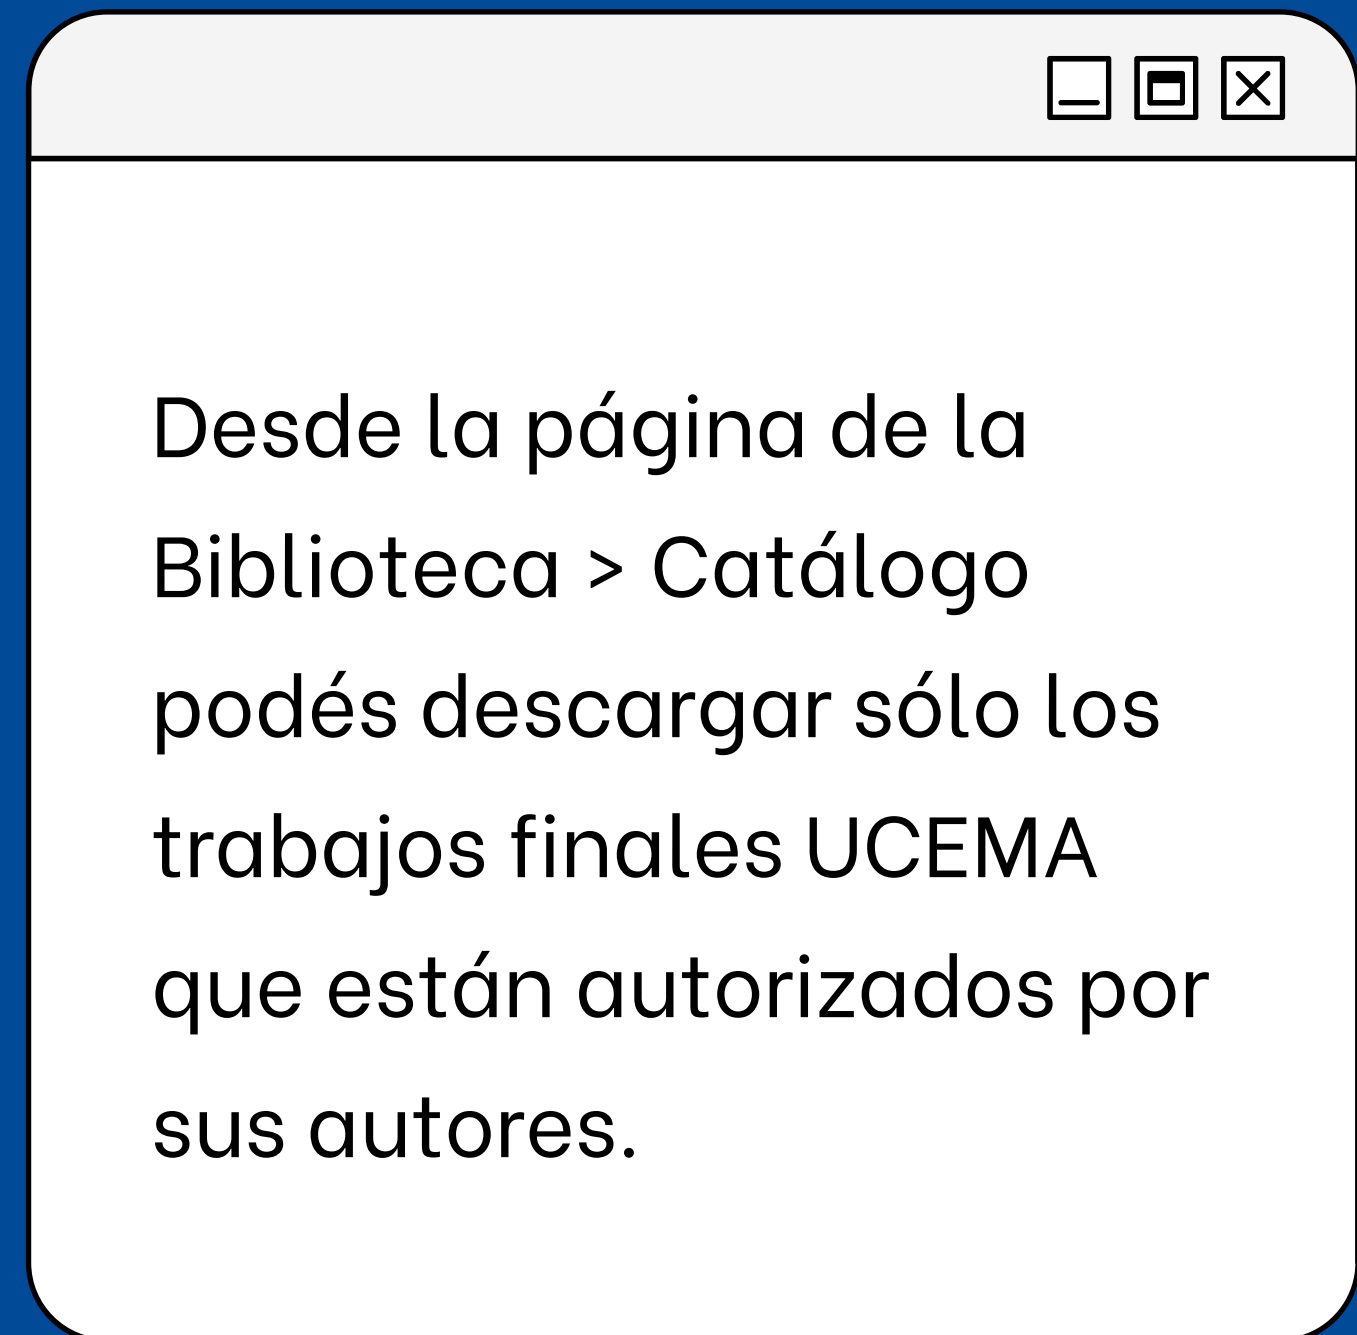 Desde la página de la
Biblioteca > Catálogo
podés descargar sólo los
trabajos finales UCEMA
que están autorizados por
sus autores.